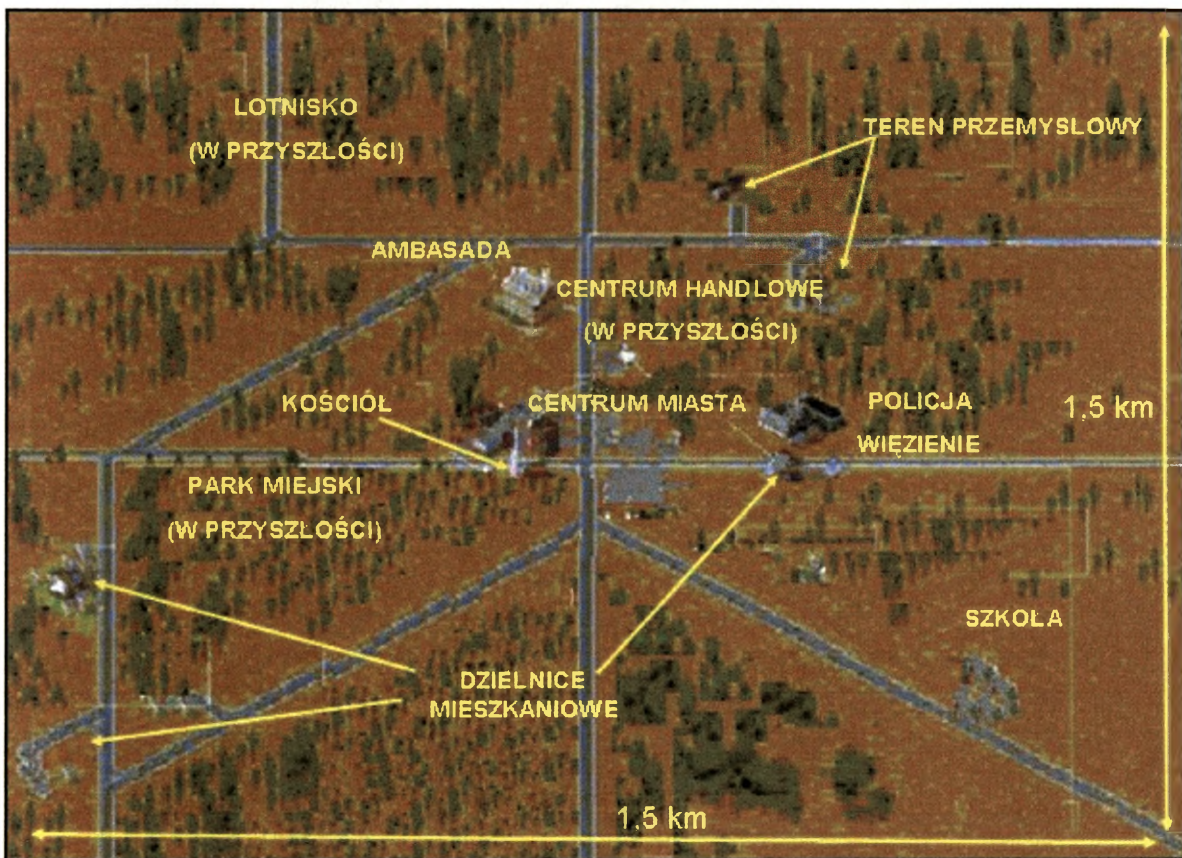 LOTNISKO
(W PRZYSZŁOŚCI)
TEREN PRZEMYSLOWY
AMBASADA
CENTRUM HANDLOWE
(W PRZYSZŁOŚCI)
KOŚCIÓŁ
CENTRUM MIASTA
POLICJA
WIĘZIENIE
1,5 km
PARK MIEJSKI
(W PRZYSZŁOŚCI)
SZKOŁA
DZIELNICE
MIESZKANIOWE
1,5 km